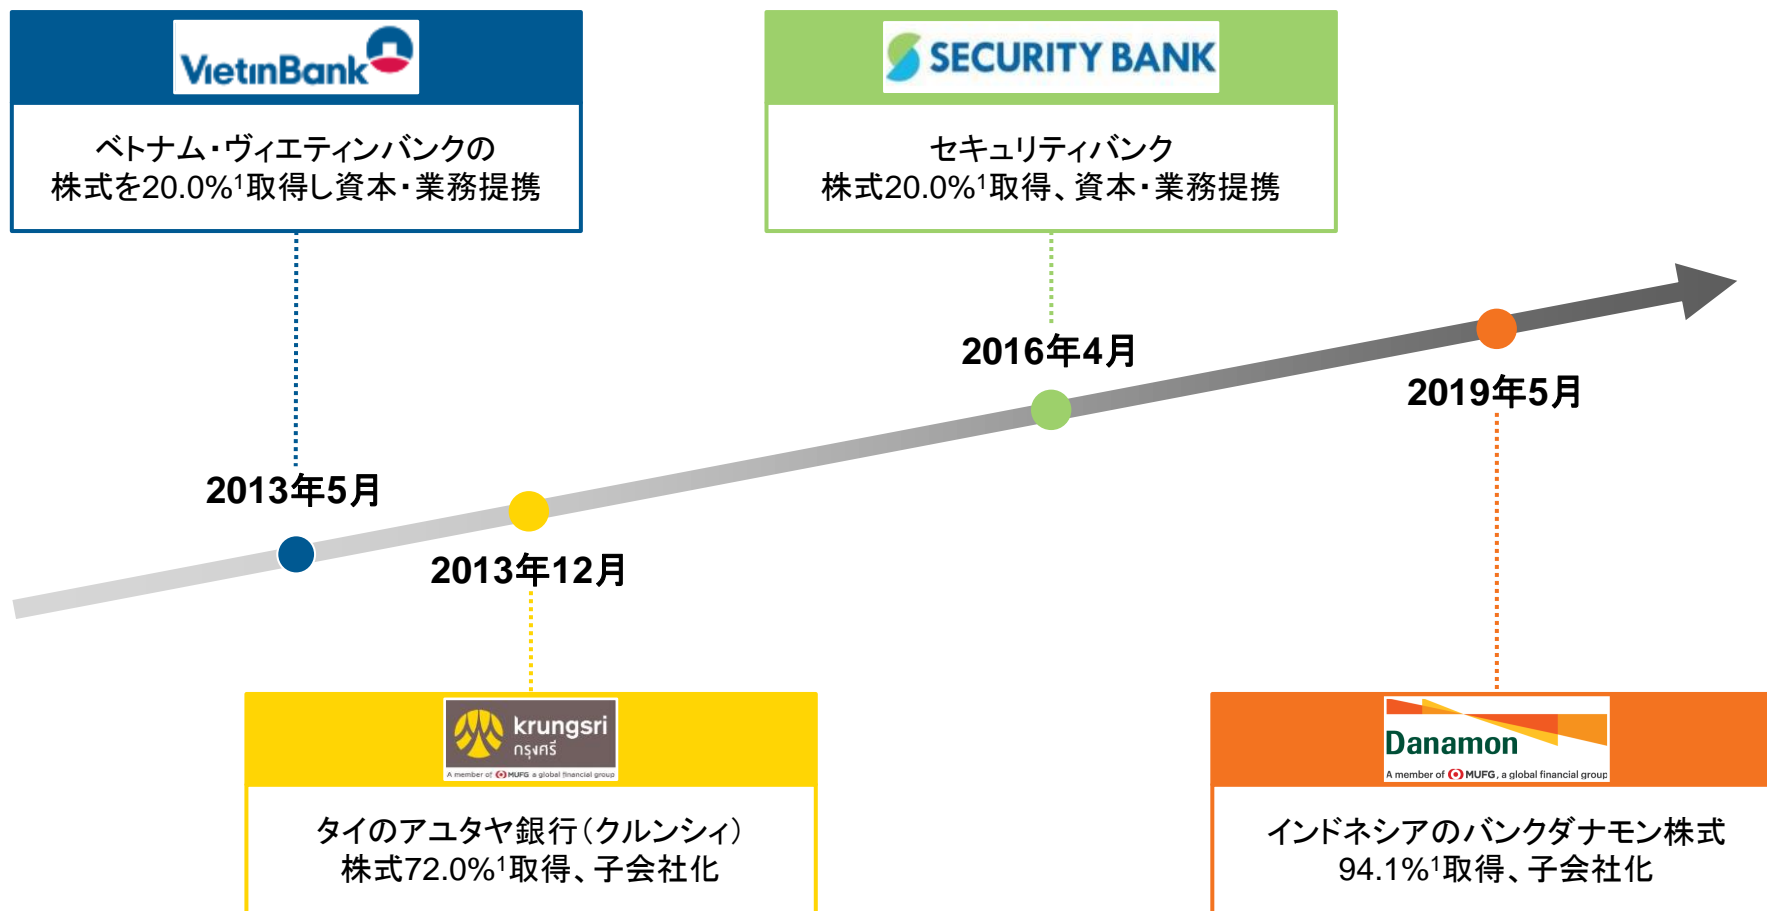 VietinBank
ベトナム・ヴィエティンバンクの
株式を20.0%¹取得し資本・業務提携
SECURITY BANK
セキュリティバンク
株式20.0%¹取得、資本・業務提携
2016年4月
2019年5月
2013年5月
2013年12月
krungsri
กรุงศรี
A member of MUFG a global financial group
タイのアユタヤ銀行（クルンシィ）
株式72.0%¹取得、子会社化
Danamon
A member of MUFG, a global financial group
インドネシアのバンクダナモン株式
94.1%¹取得、子会社化